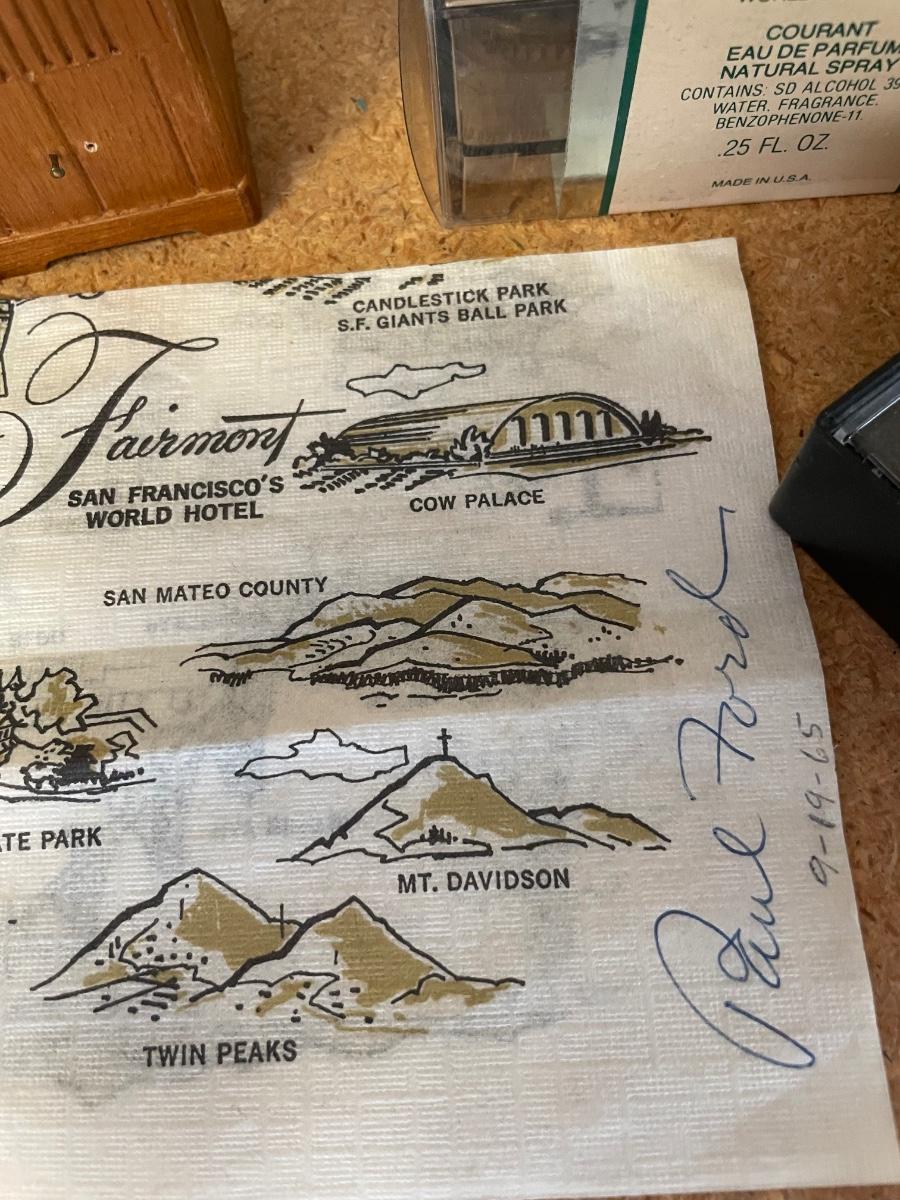 COURANT
EAU DE PARFUM
NATURAL SPRAY
CONTAINS: SD ALCOHOL 39
WATER, FRAGRANCE,
BENZOPHENONE-11.
.25 FL. OZ.
MADE IN U.S.A.
CANDLESTICK PARK
S.F. GIANTS BALL PARK
Fairmont
SAN FRANCISCO'S
WORLD HOTEL
COW PALACE
SAN MATEO COUNTY
TE PARK
MT. DAVIDSON
TWIN PEAKS
Paul Ford
9-19-65